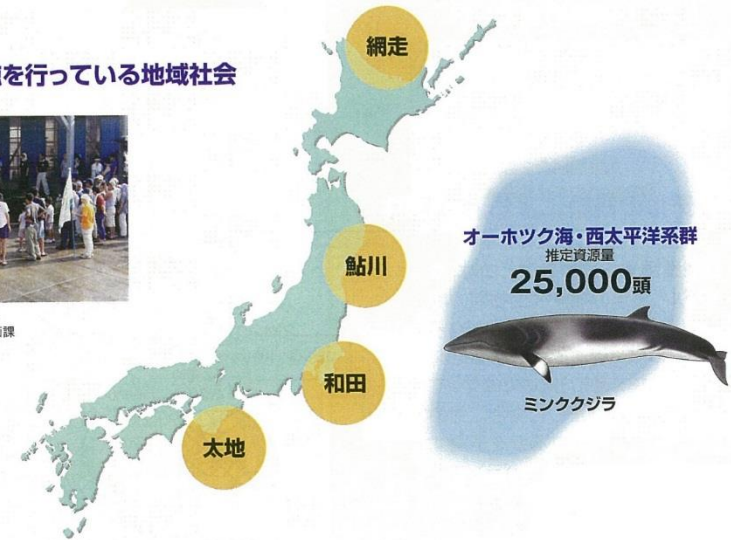 を行っている地域社会
網走
鮎川
和田
太地
課
オーホツク海・西太平洋系群
推定資源量
25,000頭
ミンククジラ